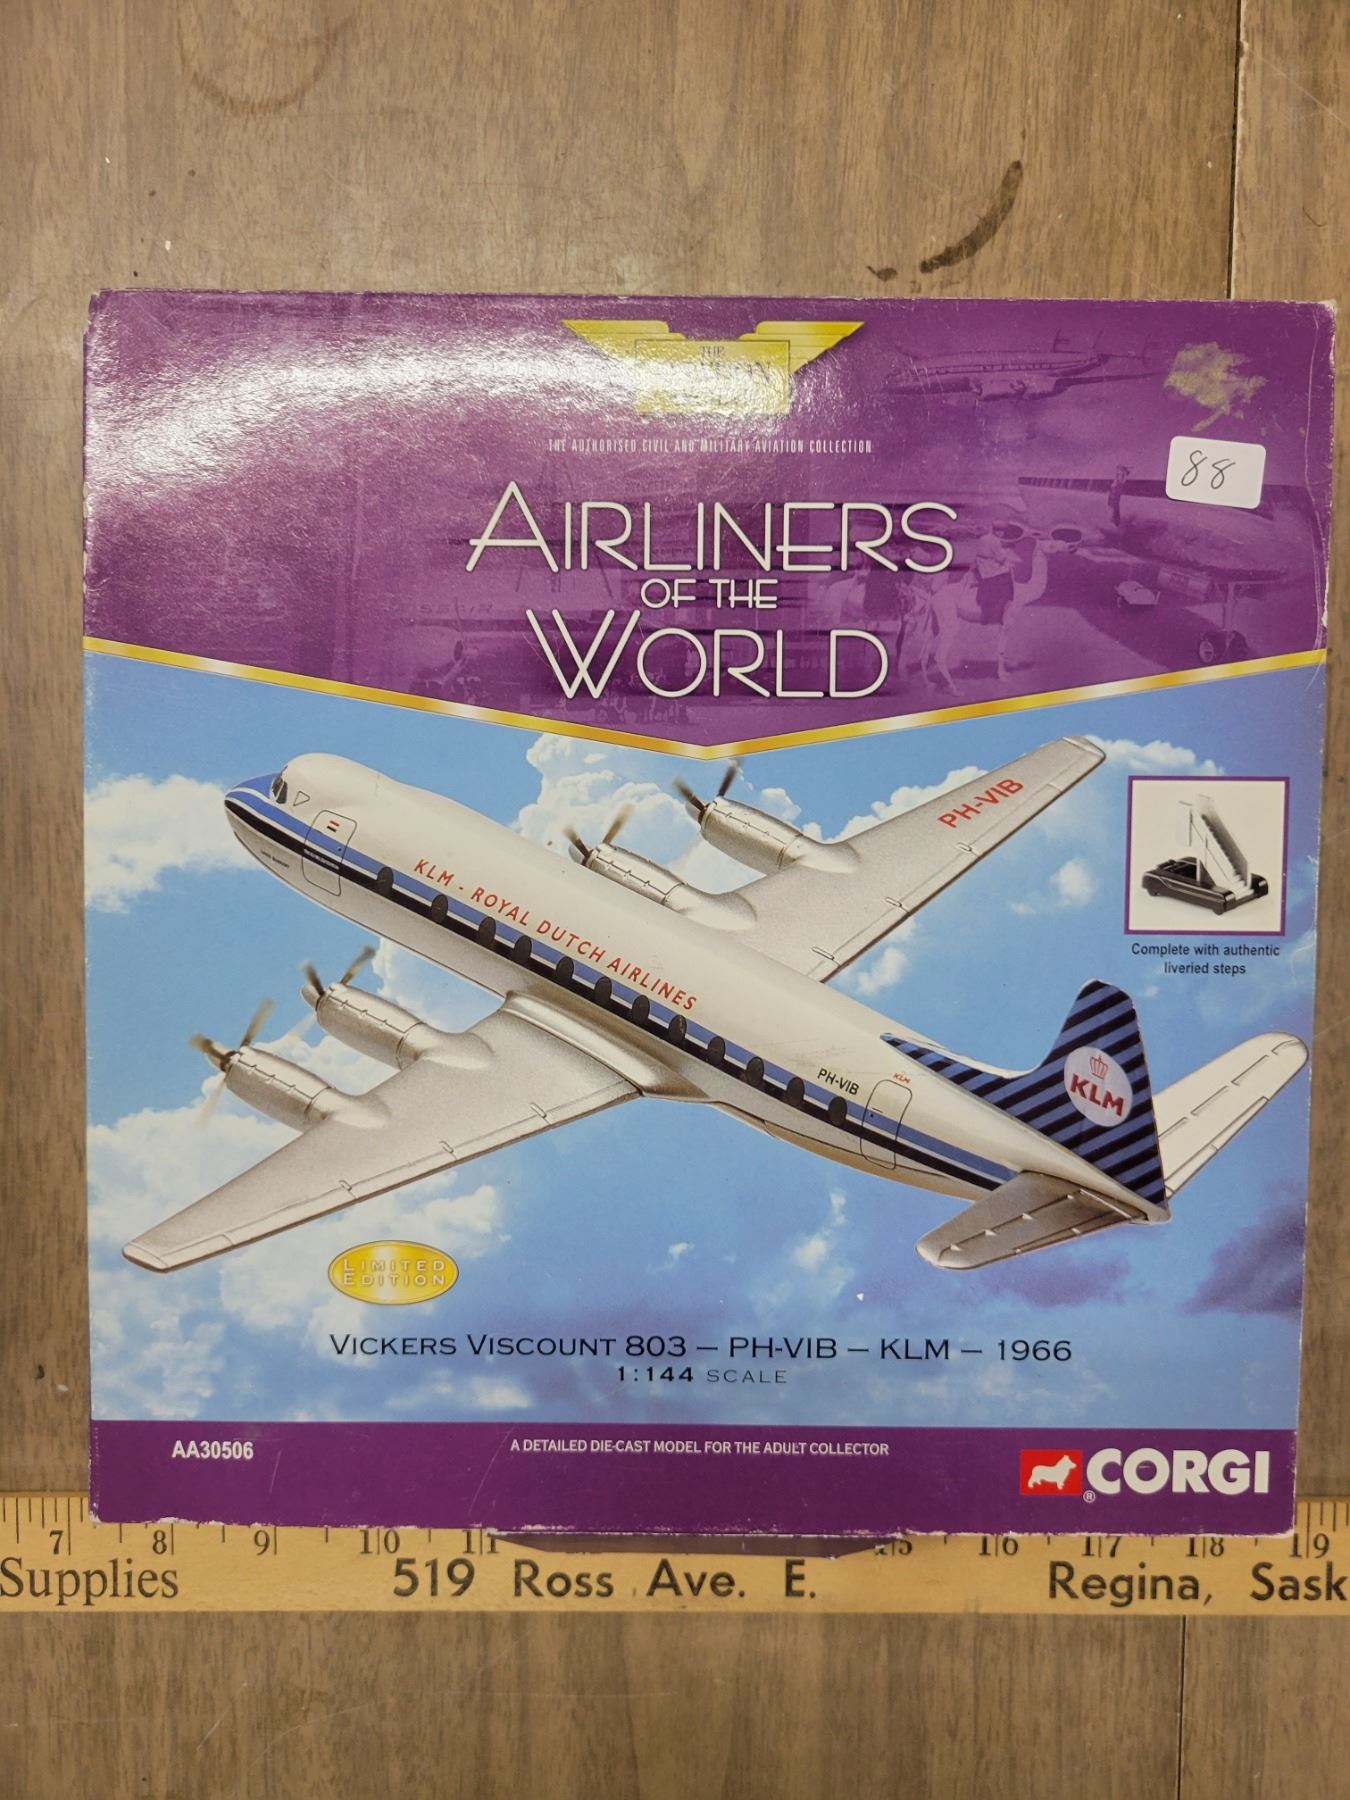 THE
THE AUTHORISED CIVIL AND MILITARY AVIATION COLLECTION
88
AIRLINERS
OF THE
WORLD
PH-VIB
KLM - ROYAL DUTCH AIRLINES
Complete with authentic
liveried steps
PH-VIB
KLM
KLM
LIMITED
EDITION
VICKERS VISCOUNT 803 – PH-VIB – KLM – 1966
1:144 SCALE
AA30506
A DETAILED DIE-CAST MODEL FOR THE ADULT COLLECTOR
CORGI
®
7 8 9 10 11 15 16 17 18 19
Supplies 519 Ross Ave. E. Regina, Sask